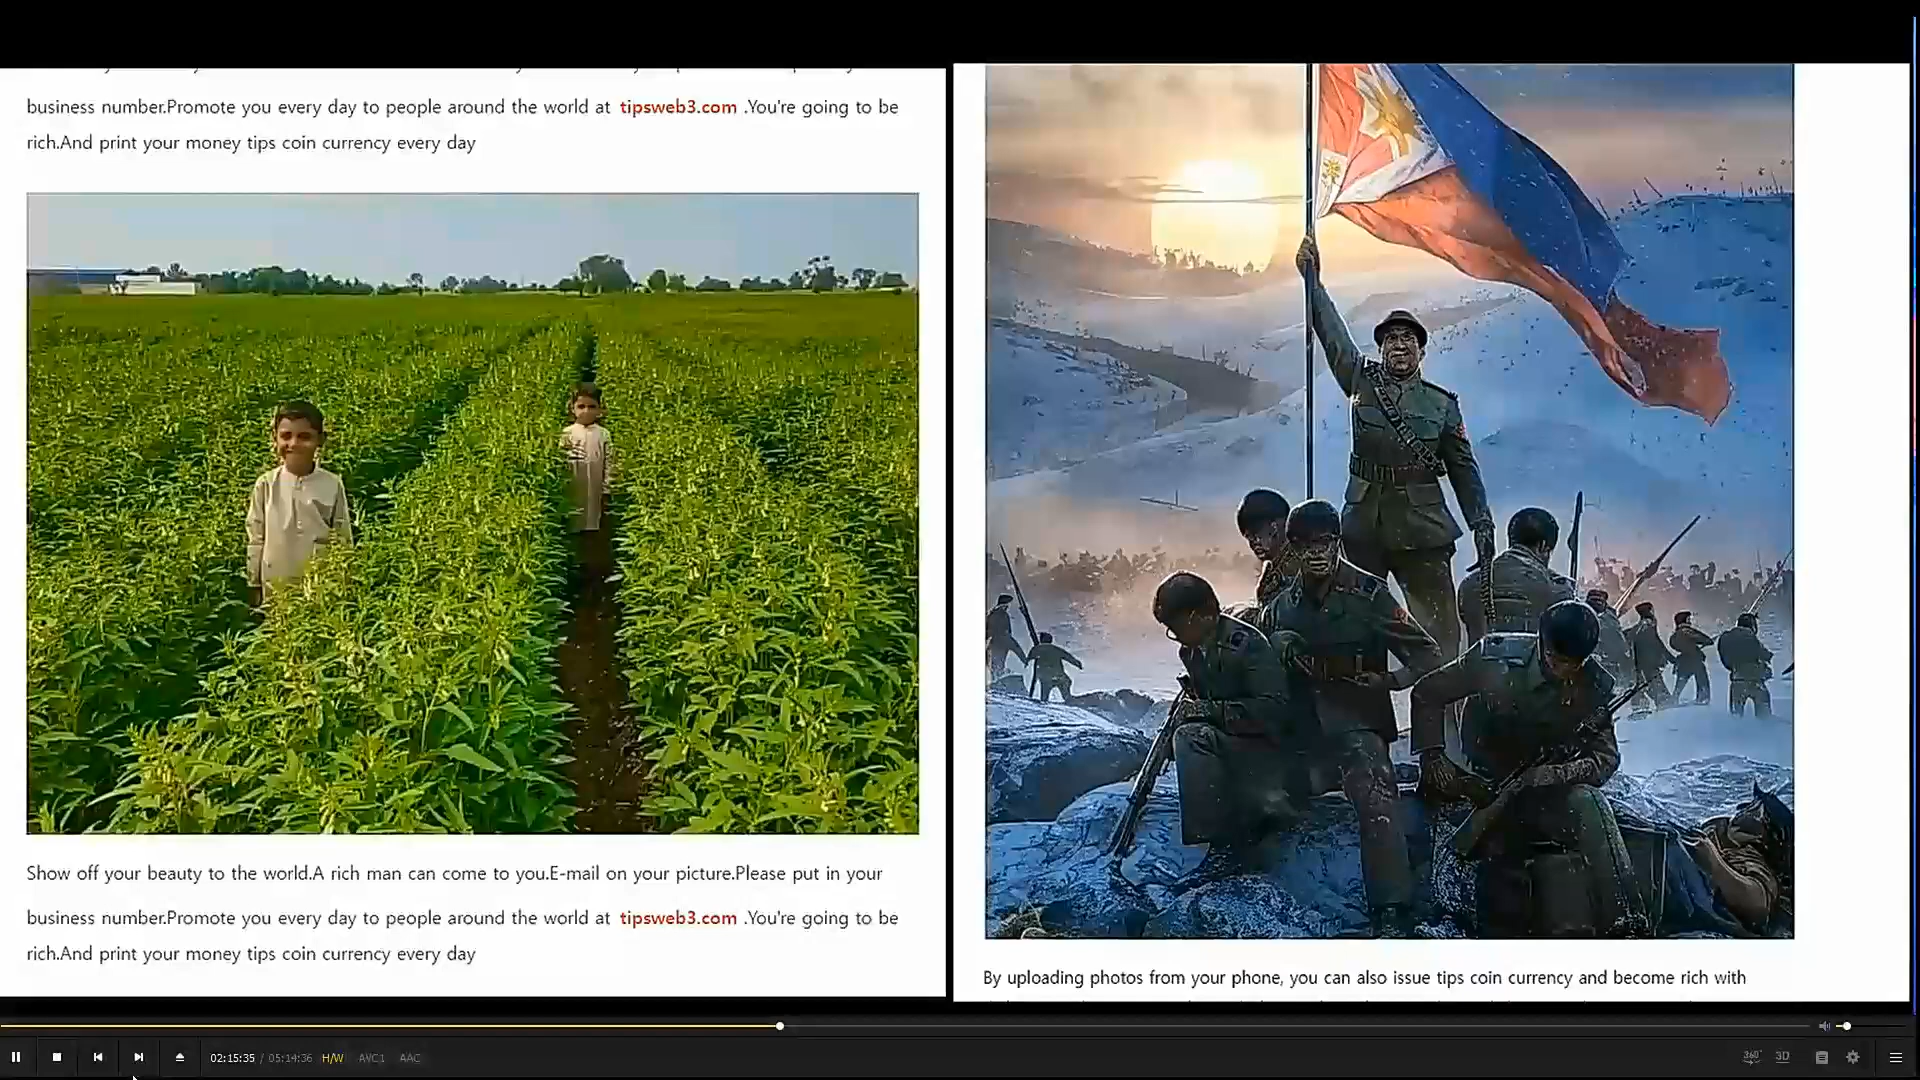 business number.Promote you every day to people around the world at tipsweb3.com .You're going to be
rich.And print your money tips coin currency every day
Show off your beauty to the world.A rich man can come to you.E-mail on your picture.Please put in your
business number.Promote you every day to people around the world at tipsweb3.com .You're going to be
rich.And print your money tips coin currency every day
By uploading photos from your phone, you can also issue tips coin currency and become rich with
02:15:35 / 05:14:36 H/W AVC1 AAC
360° 3D